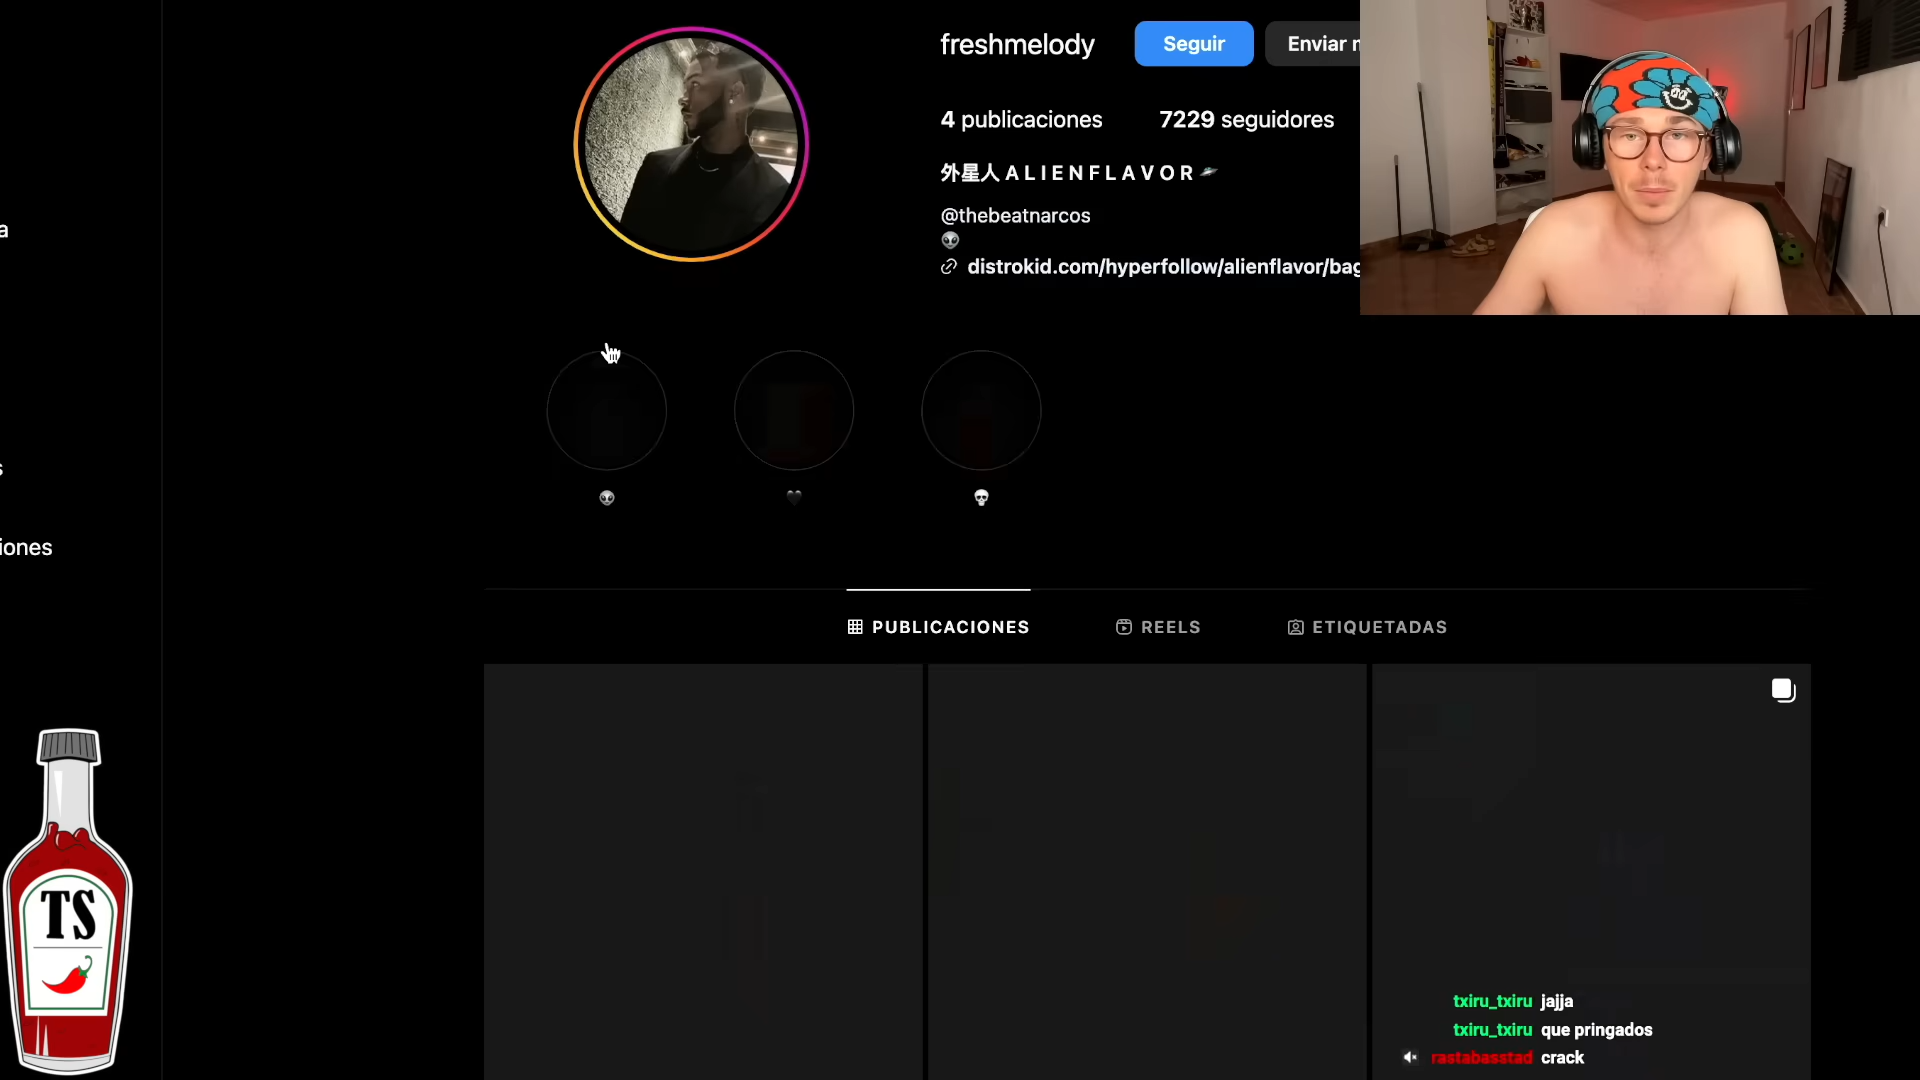 freshmelody
Seguir
Enviar m
4 publicaciones
7229 seguidores
外星人 A L I E N F L A V O R
@thebeatnarcos
distrokid.com/hyperfollow/alienflavor/bag
a
s
iones
PUBLICACIONES
REELS
ETIQUETADAS
TS
txiru_txiru jajja
txiru_txiru que pringados
rastabasstad crack